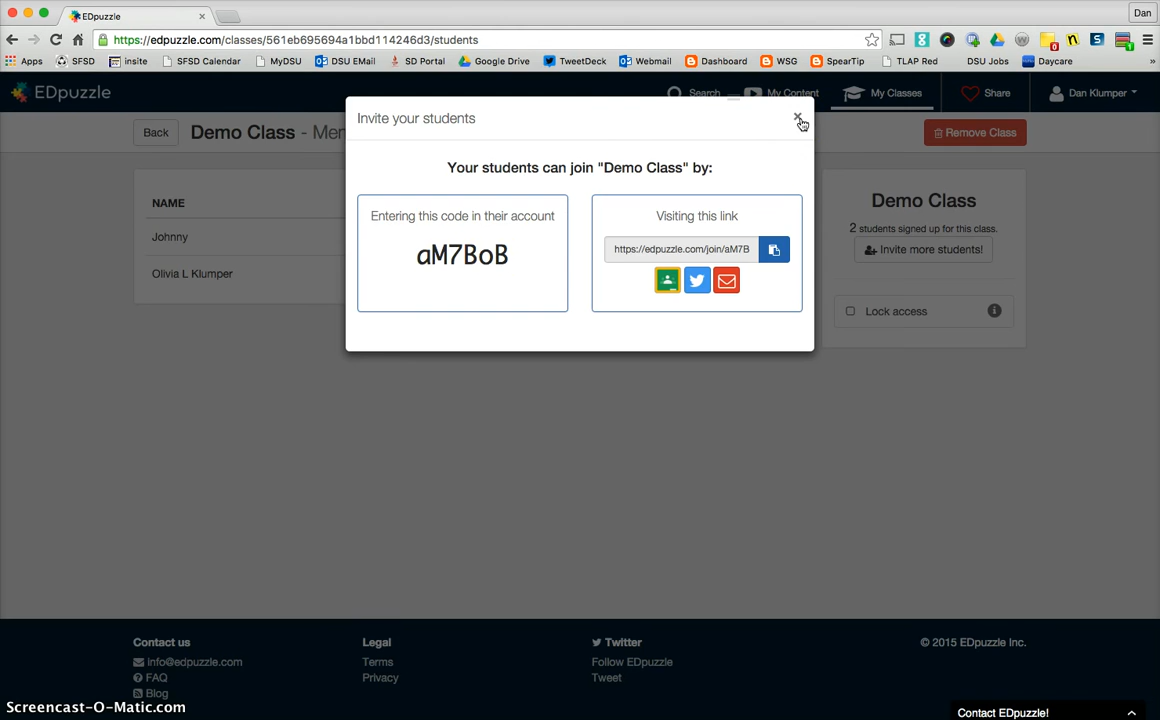 EDpuzzle
Dan
https://edpuzzle.com/classes/561eb695694a1bbd114246d3/students
Apps SFSD insite SFSD Calendar MyDSU DSU EMail SD Portal Google Drive TweetDeck Webmail Dashboard WSG SpearTip TLAP Red DSU Jobs Daycare »
EDpuzzle Search My Content My Classes Share Dan Klumper
Back Demo Class - Mem Remove Class
Invite your students ×
Your students can join "Demo Class" by:
Entering this code in their account
aM7BoB
Visiting this link
https://edpuzzle.com/join/aM7B
NAME
Johnny
Olivia L Klumper
Demo Class
2 students signed up for this class.
Invite more students!
Lock access
Contact us
info@edpuzzle.com
FAQ
Blog
Legal
Terms
Privacy
Twitter
Follow EDpuzzle
Tweet
© 2015 EDpuzzle Inc.
Contact EDpuzzle!
Screencast-O-Matic.com